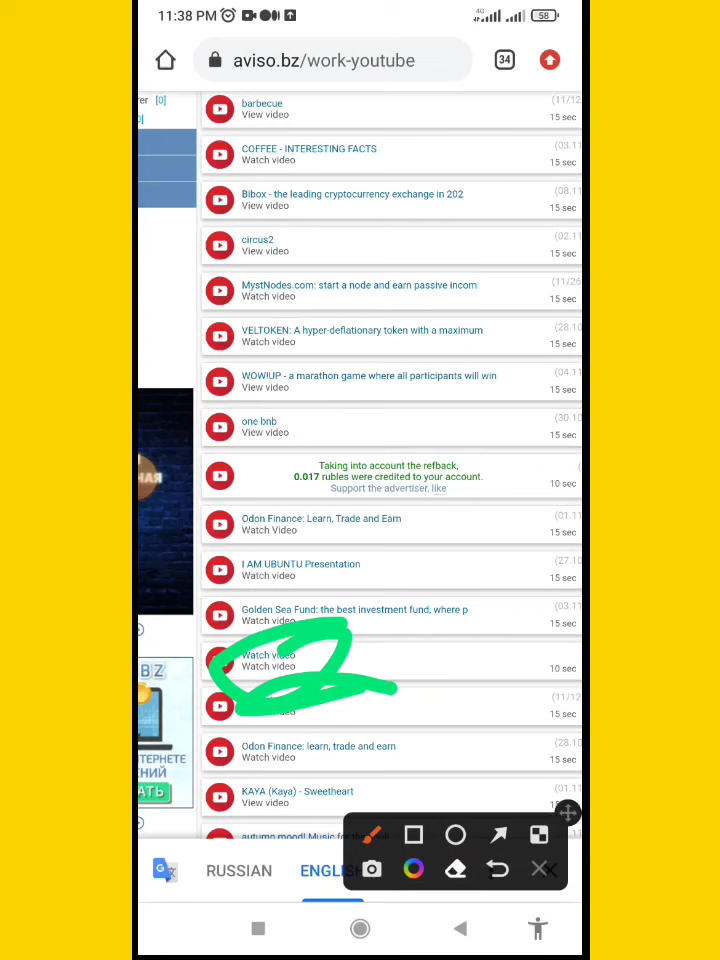 11:38 PM
4G
58
aviso.bz/work-youtube
34
rer [0]
0]
barbecue
View video
(11/12
15 sec
COFFEE - INTERESTING FACTS
Watch video
(03.11
15 sec
Bibox - the leading cryptocurrency exchange in 202
View video
(08.11
15 sec
circus2
View video
(02.11
15 sec
MystNodes.com: start a node and earn passive incom
Watch video
(11/26
15 sec
VELTOKEN: A hyper-deflationary token with a maximum
Watch video
(28.10
15 sec
WOW!UP - a marathon game where all participants will win
View video
(04.11
15 sec
one bnb
View video
(30.10
15 sec
НАЯ
Taking into account the refback,
0.017 rubles were credited to your account.
Support the advertiser, like
(
10 sec
Odon Finance: Learn, Trade and Earn
Watch Video
(01.11
15 sec
I AM UBUNTU Presentation
Watch video
(27.10
15 sec
Golden Sea Fund: the best investment fund, where p
Watch video
(03.11
15 sec
Watch video
Watch video
10 sec
BZ
(11/12
15 sec
Odon Finance: learn, trade and earn
Watch video
(28.10
15 sec
ТЕРНЕТЕ
НИЙ
АТЬ
KAYA (Kaya) - Sweetheart
View video
(01.11
autumn mood! Music for the
RUSSIAN
ENGLIS